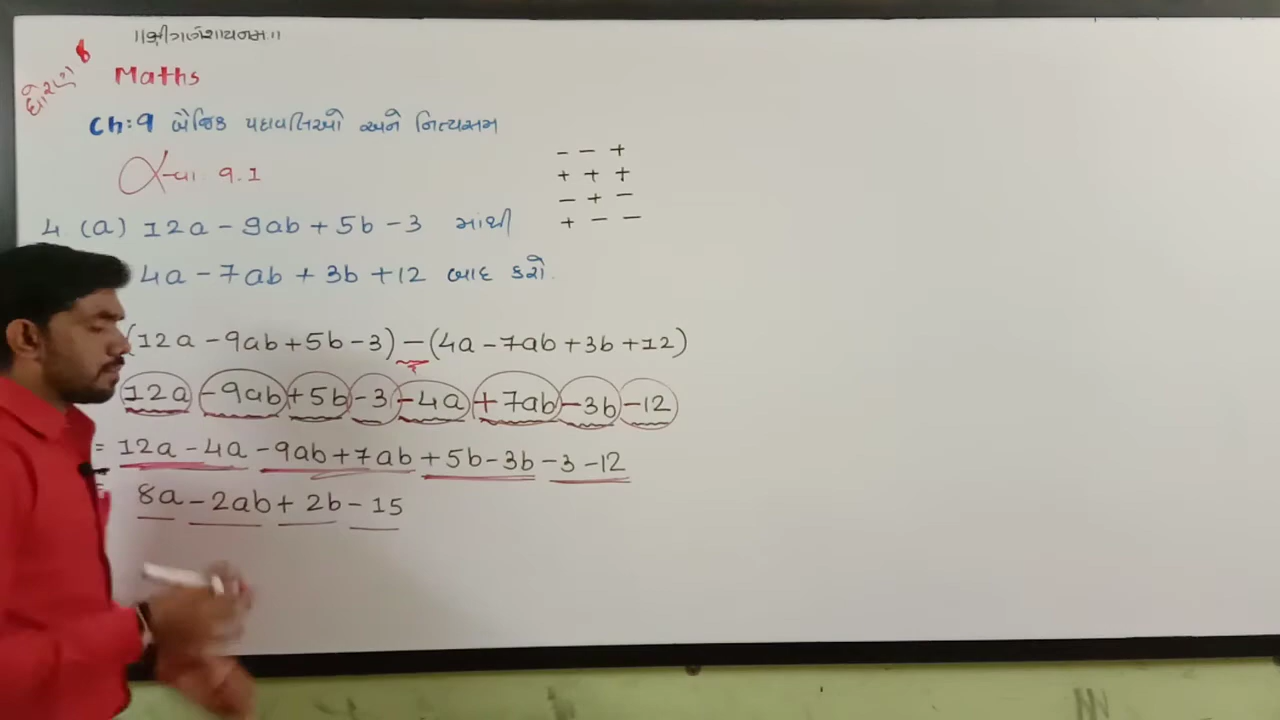 ॥શ્રી ગણેશાયનમઃ॥
ધોરણ 8
Maths
Ch:9 બૈજિક પદાવલિઓ અને નિત્યસમ
સ્વા. 9.1
- - +
+ + +
- + -
+ - -
4 (a) 12a - 9ab + 5b - 3 માંથી
4a - 7ab + 3b + 12 બાદ કરો.
(12a - 9ab + 5b - 3) - (4a - 7ab + 3b + 12)
12a - 9ab + 5b - 3 - 4a + 7ab - 3b - 12
= 12a - 4a - 9ab + 7ab + 5b - 3b - 3 - 12
= 8a - 2ab + 2b - 15